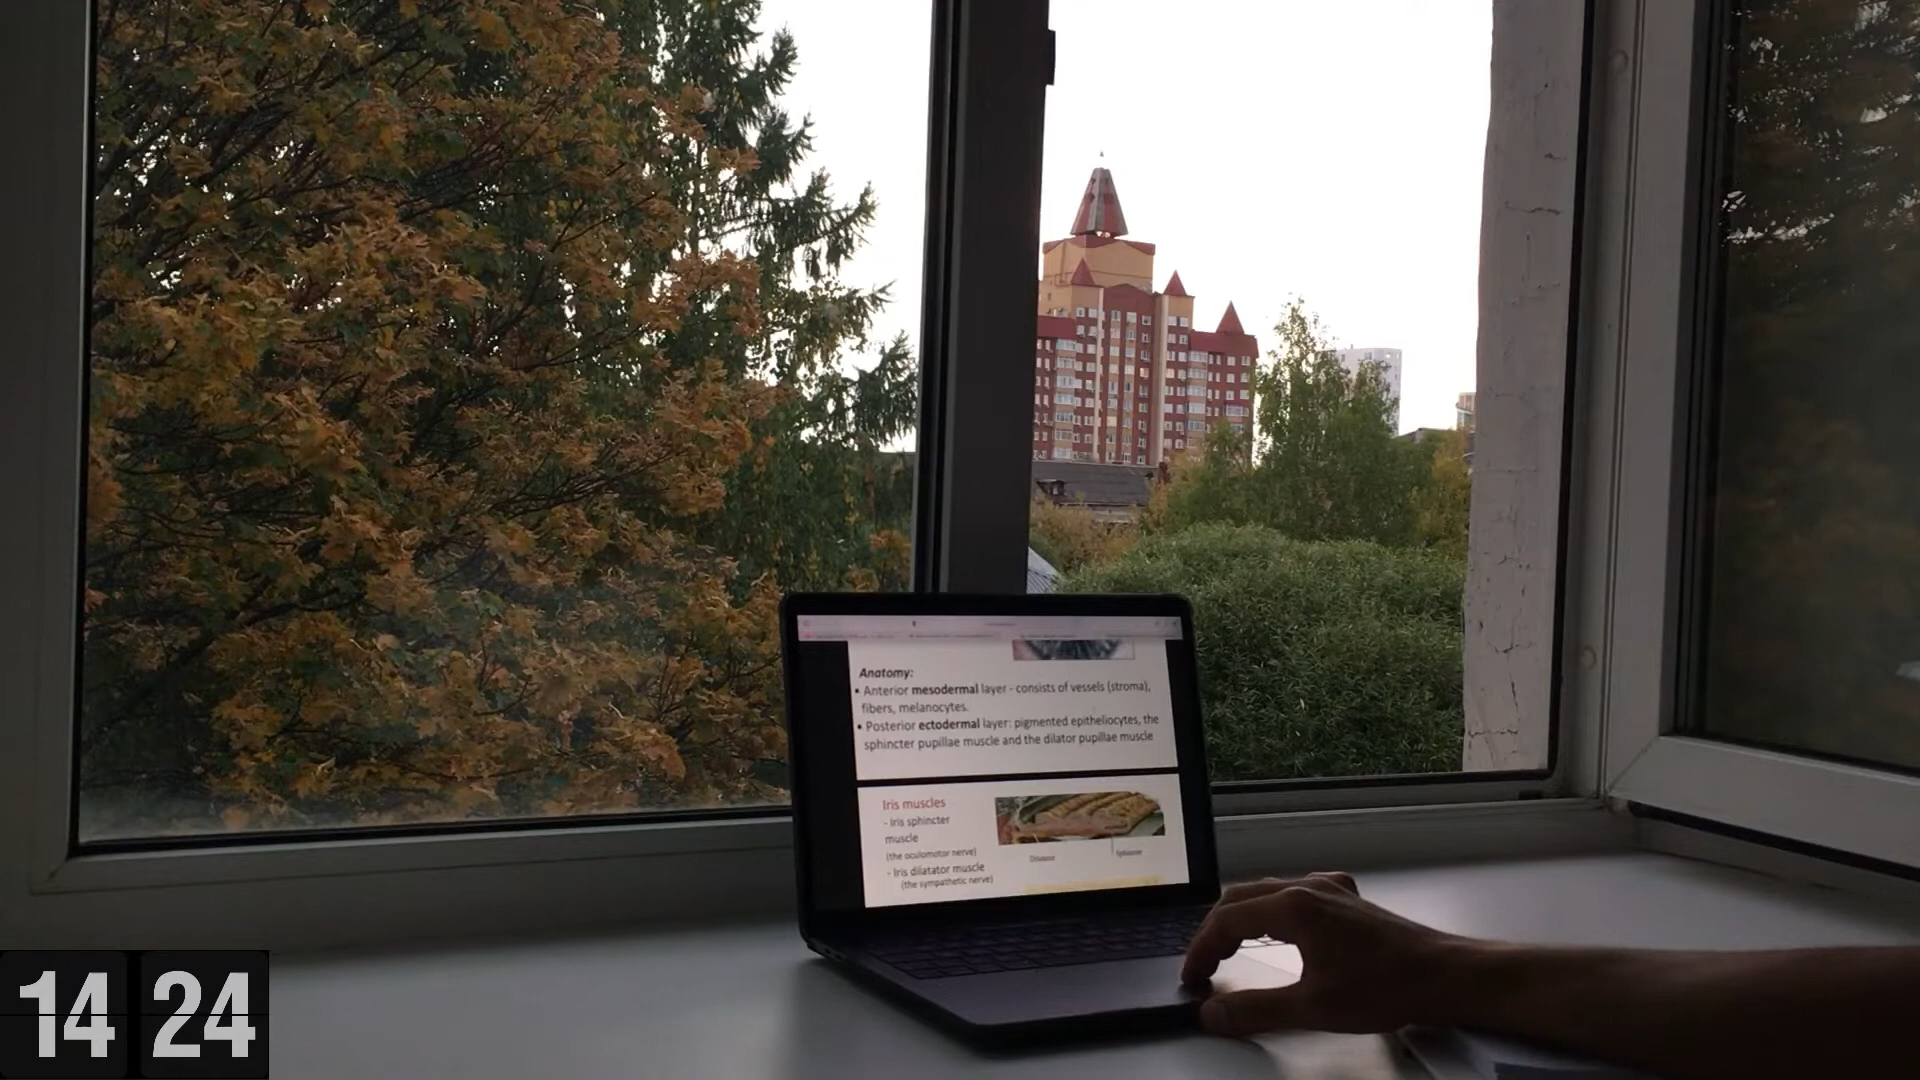 Anatomy:
• Anterior mesodermal layer - consists of vessels (stroma),
fibers, melanocytes.
• Posterior ectodermal layer: pigmented epitheliocytes, the
sphincter pupillae muscle and the dilator pupillae muscle
Iris muscles
- Iris sphincter
muscle
(the oculomotor nerve)
- Iris dilatator muscle
(the sympathetic nerve)
14 24